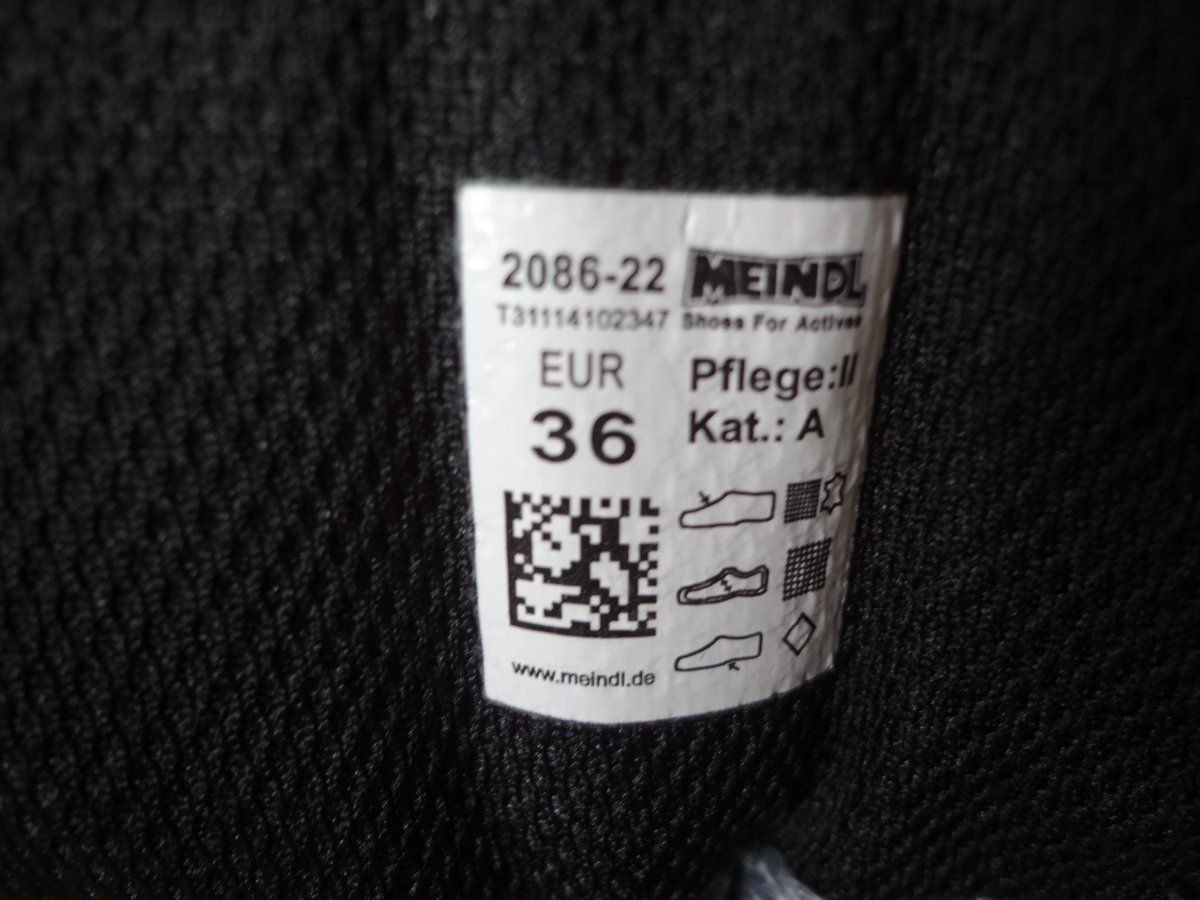 2086-22
T31114102347
EUR
36
www.meindl.de
MEINDL
Shoes For Actives
Pflege:II
Kat.: A